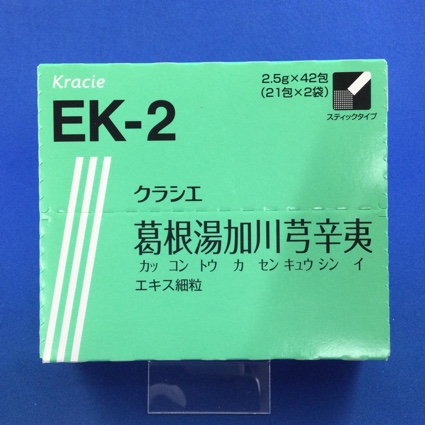 Kracie
2.5g×42包
(21包×2袋)
スティックタイプ
EK-2
クラシエ
葛根湯加川芎辛夷
カッ コン トウ カ セン キュウ シン イ
エキス細粒